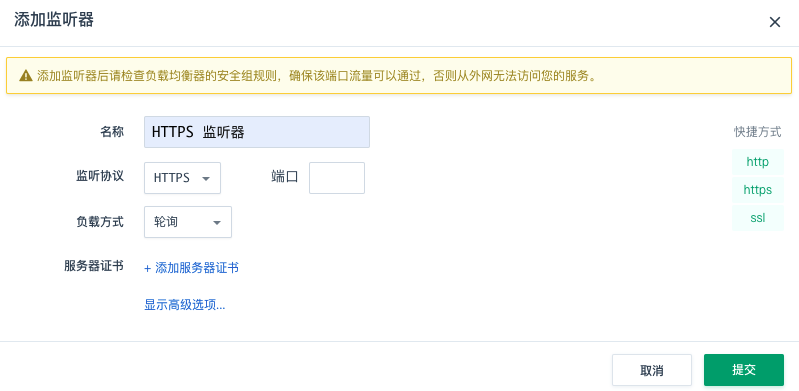 添加监听器
添加监听器后请检查负载均衡器的安全组规则，确保该端口流量可以通过，否则从外网无法访问您的服务。
名称 HTTPS 监听器
快捷方式
http
https
ssl
监听协议 HTTPS 端口
负载方式 轮询
服务器证书 + 添加服务器证书
显示高级选项...
取消 提交